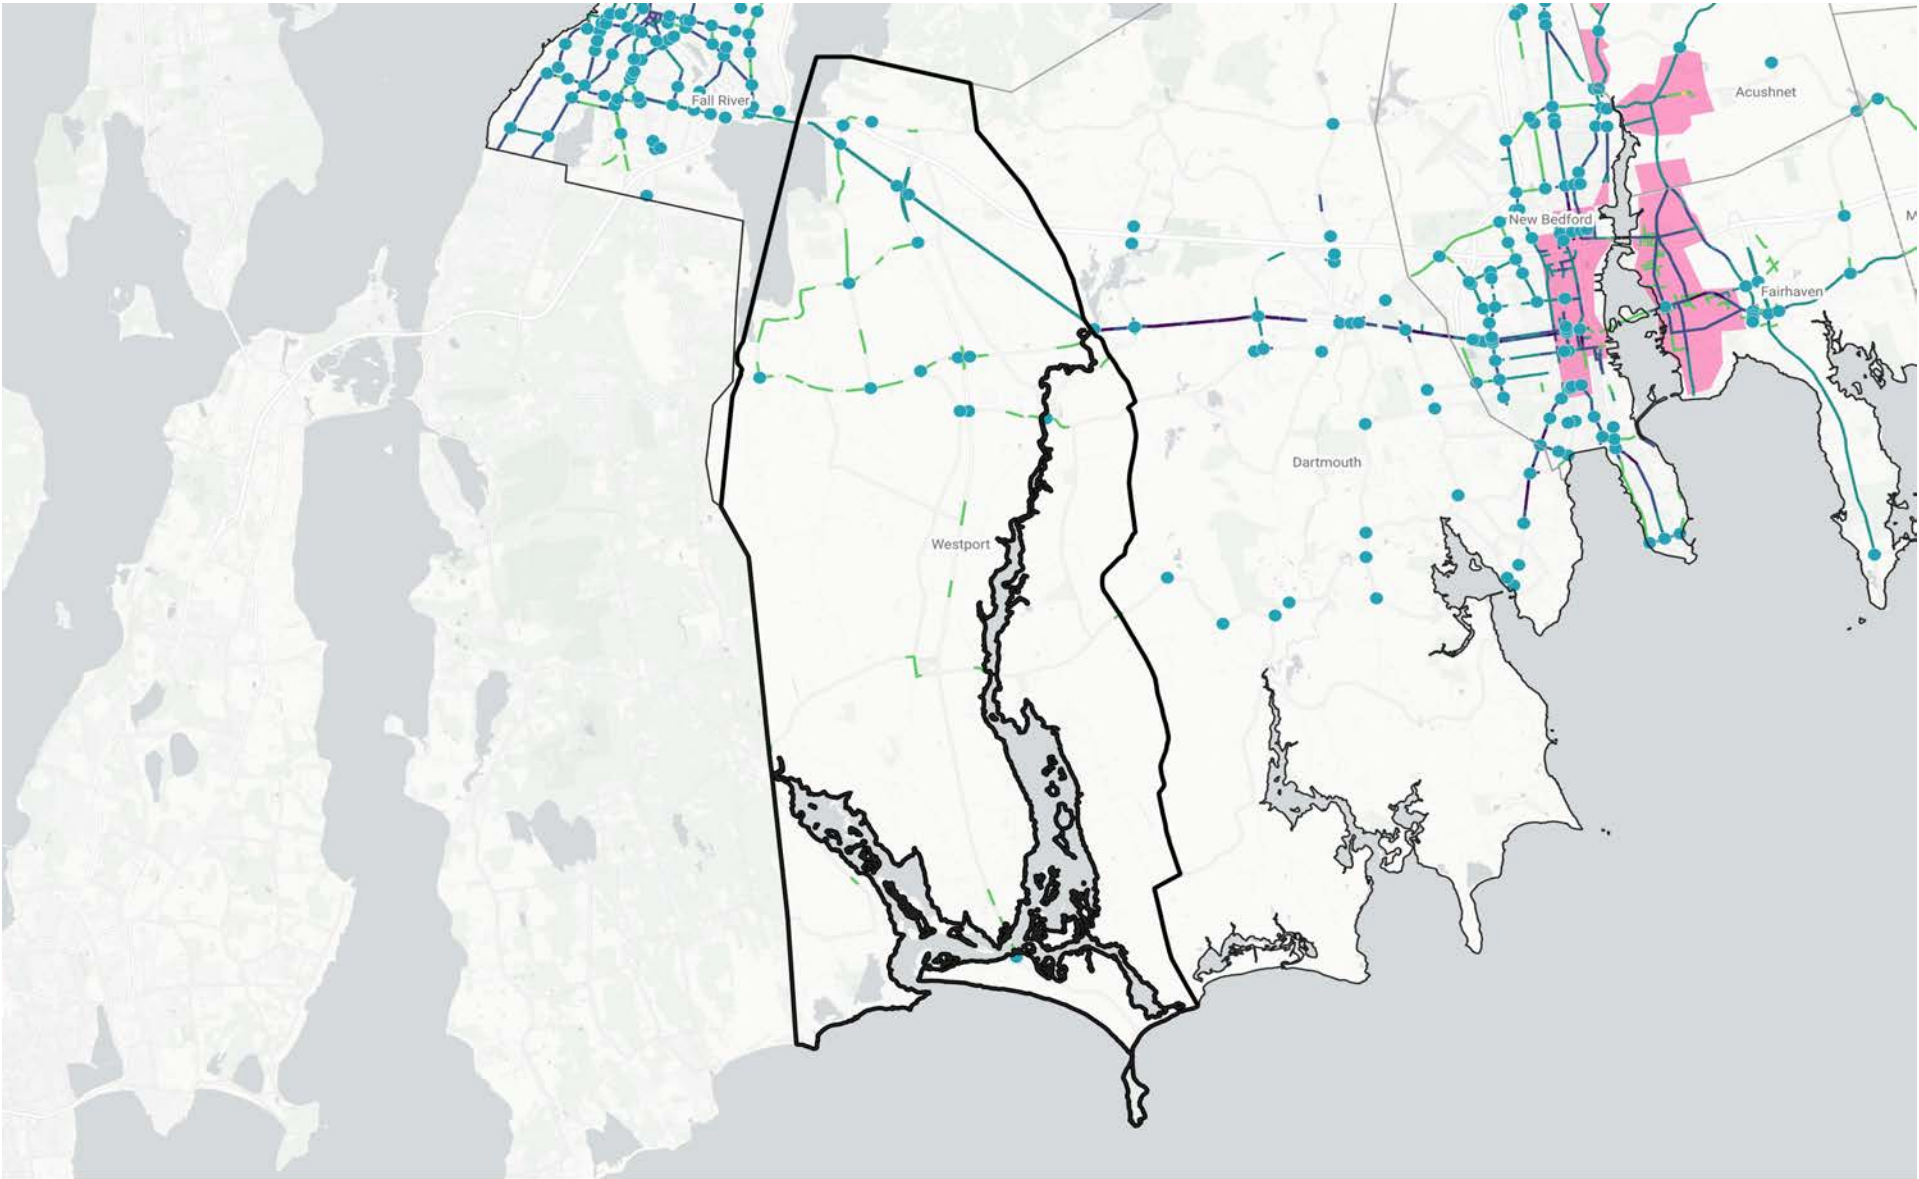 Fall River
Acushnet
New Bedford
M
Fairhaven
Dartmouth
Westport